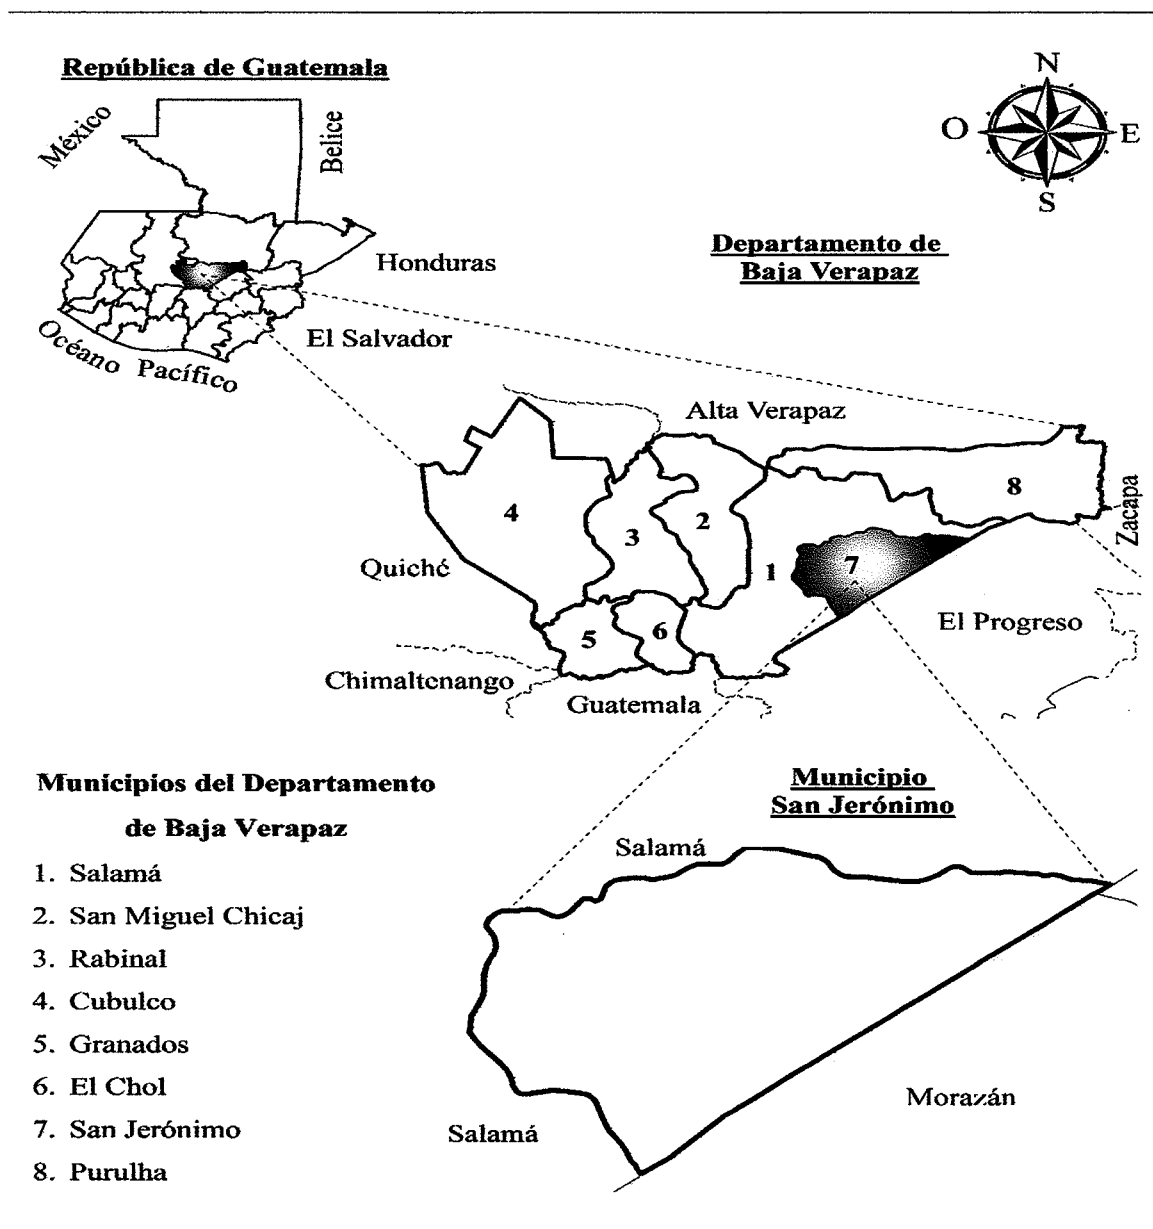 República de Guatemala
N
México
Belice
O
E
S
Departamento de
Baja Verapaz
Honduras
El Salvador
Océano Pacífico
Alta Verapaz
8
4
2
3
Zacapa
Quiché
1
7
5
6
El Progreso
Chimaltenango
Guatemala
Municipios del Departamento
de Baja Verapaz
1. Salamá
2. San Miguel Chicaj
3. Rabinal
4. Cubulco
5. Granados
6. El Chol
7. San Jerónimo
8. Purulha
Municipio
San Jerónimo
Salamá
Morazán
Salamá